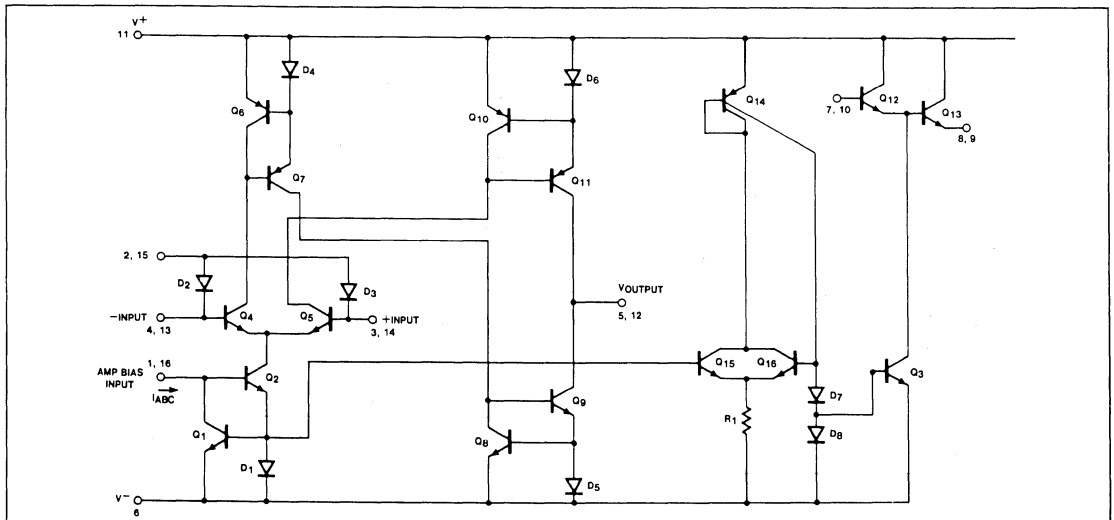 V+
11
D4
D6
Q6
Q10
Q14
Q12
7, 10
Q13
8, 9
Q7
Q11
2, 15
D2
D3
VOUTPUT
5, 12
−INPUT
4, 13
Q4
Q5
+INPUT
3, 14
Q15
Q16
AMP BIAS
INPUT
1, 16
IABC
Q2
Q3
D7
Q9
R1
D8
Q1
Q8
D1
D5
V−
6